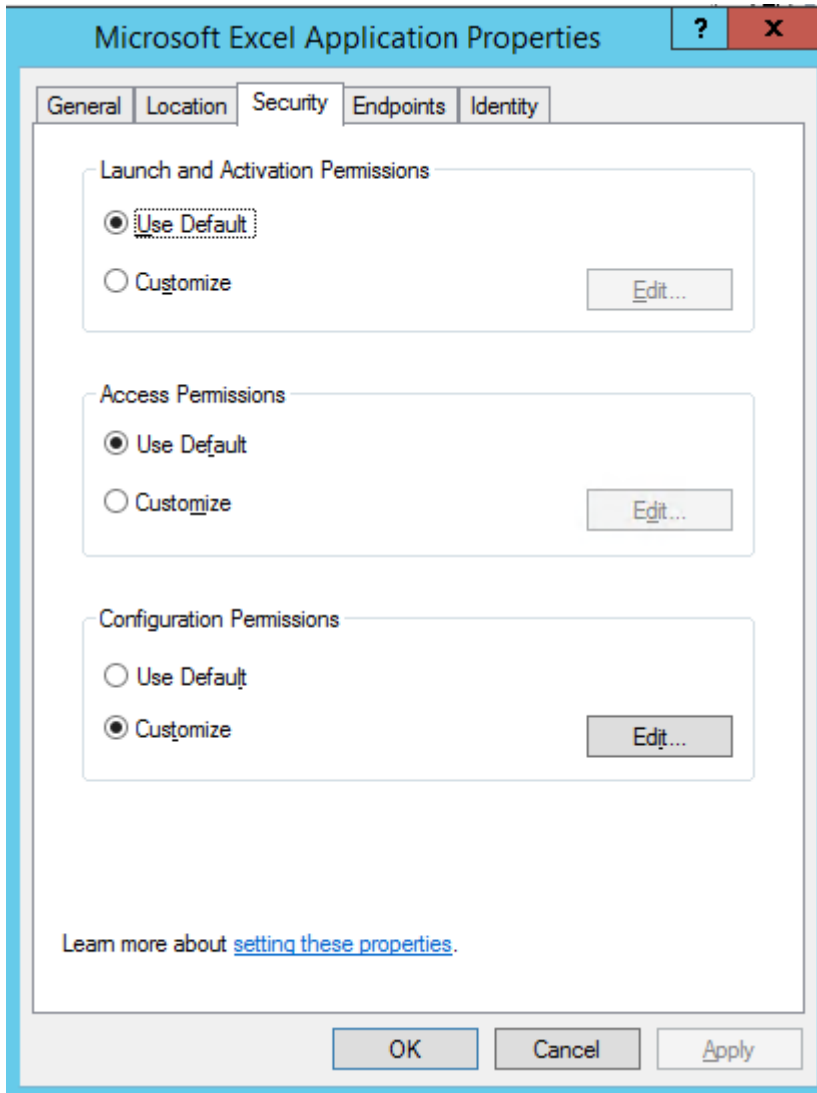 Microsoft Excel Application Properties ? x
General Location Security Endpoints Identity
Launch and Activation Permissions
Use Default
Customize
Edit...
Access Permissions
Use Default
Customize
Edit...
Configuration Permissions
Use Default
Customize
Edit...
Learn more about setting these properties.
OK Cancel Apply